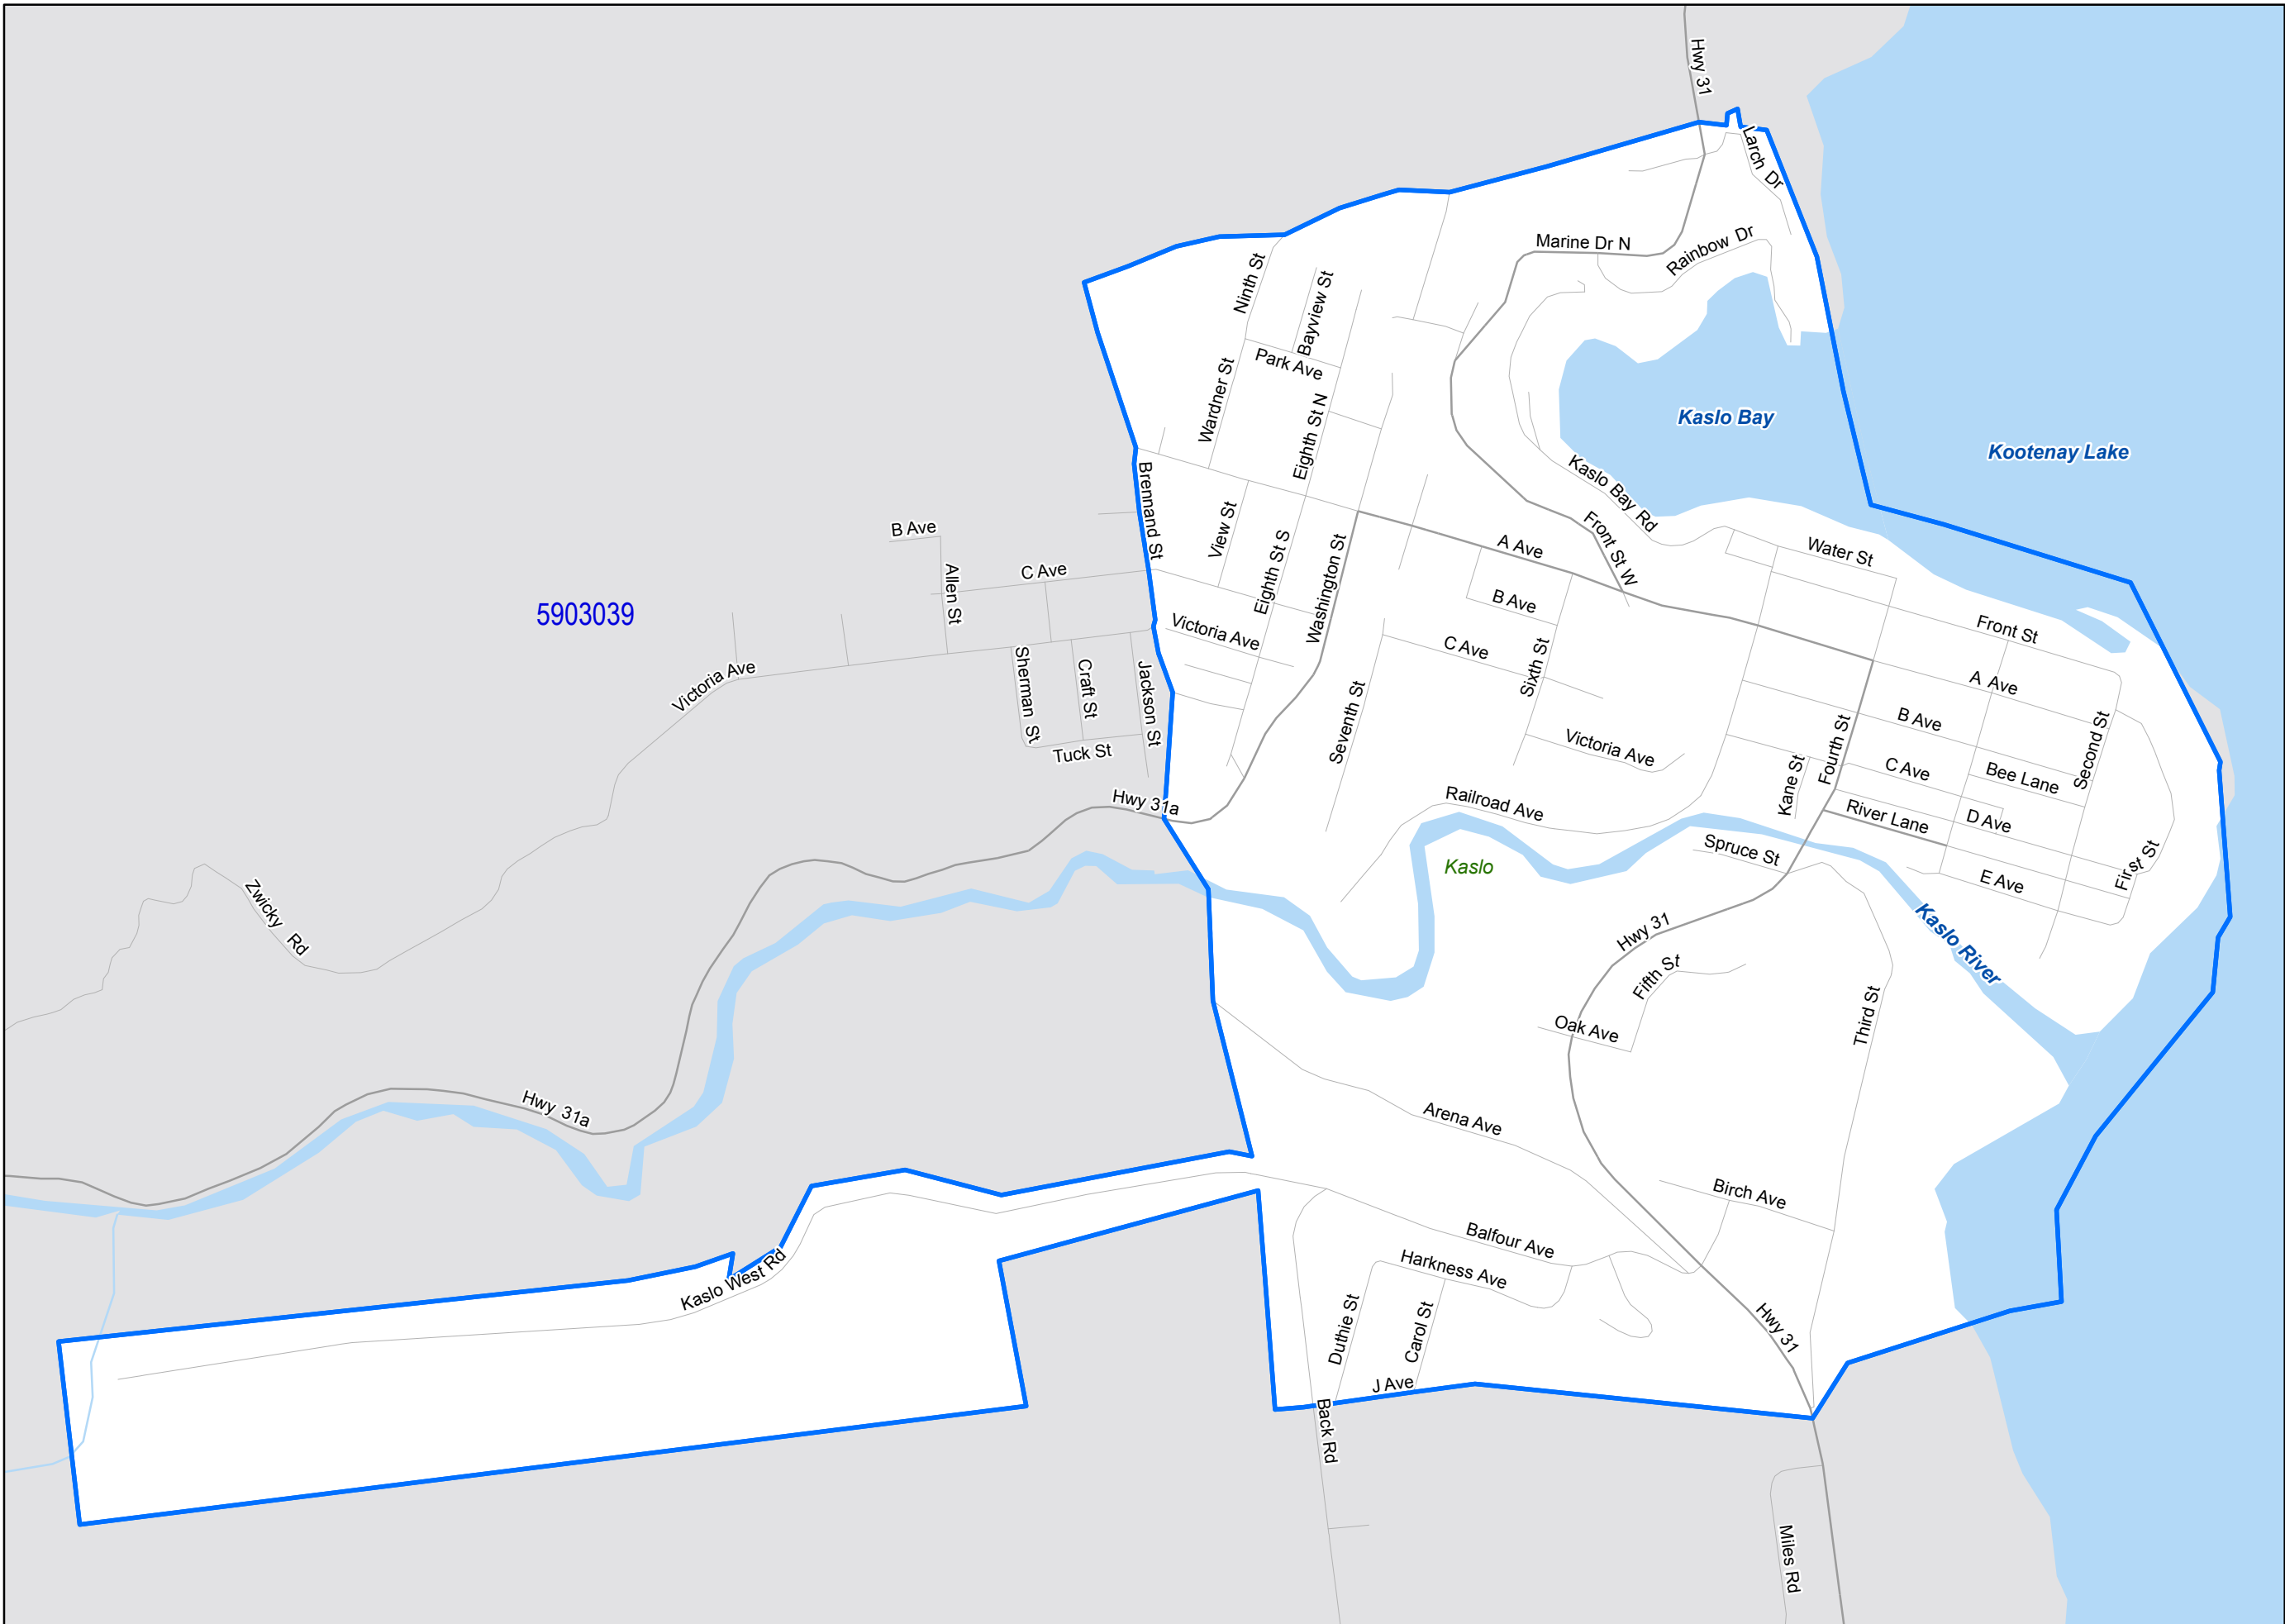 Hwy 31
Larch Dr
Marine Dr N
Rainbow Dr
Ninth St
Bayview St
Park Ave
Wardner St
Eighth St N
Kaslo Bay
Kootenay Lake
Brennand St
Kaslo Bay Rd
View St
Front St W
B Ave
A Ave
Water St
Allen St
C Ave
Eighth St S
Washington St
5903039
B Ave
Front St
Victoria Ave
C Ave
Sixth St
A Ave
Victoria Ave
Sherman St
Craft St
Jackson St
Seventh St
B Ave
Second St
Tuck St
Victoria Ave
Fourth St
Kane St
C Ave
Bee Lane
Hwy 31a
Railroad Ave
River Lane
D Ave
Spruce St
Kaslo
First St
E Ave
Zwicky Rd
Hwy 31
Kaslo River
Fifth St
Oak Ave
Third St
Hwy 31a
Arena Ave
Birch Ave
Balfour Ave
Harkness Ave
Kaslo West Rd
Duthie St
Carol St
Hwy 31
J Ave
Back Rd
Miles Rd